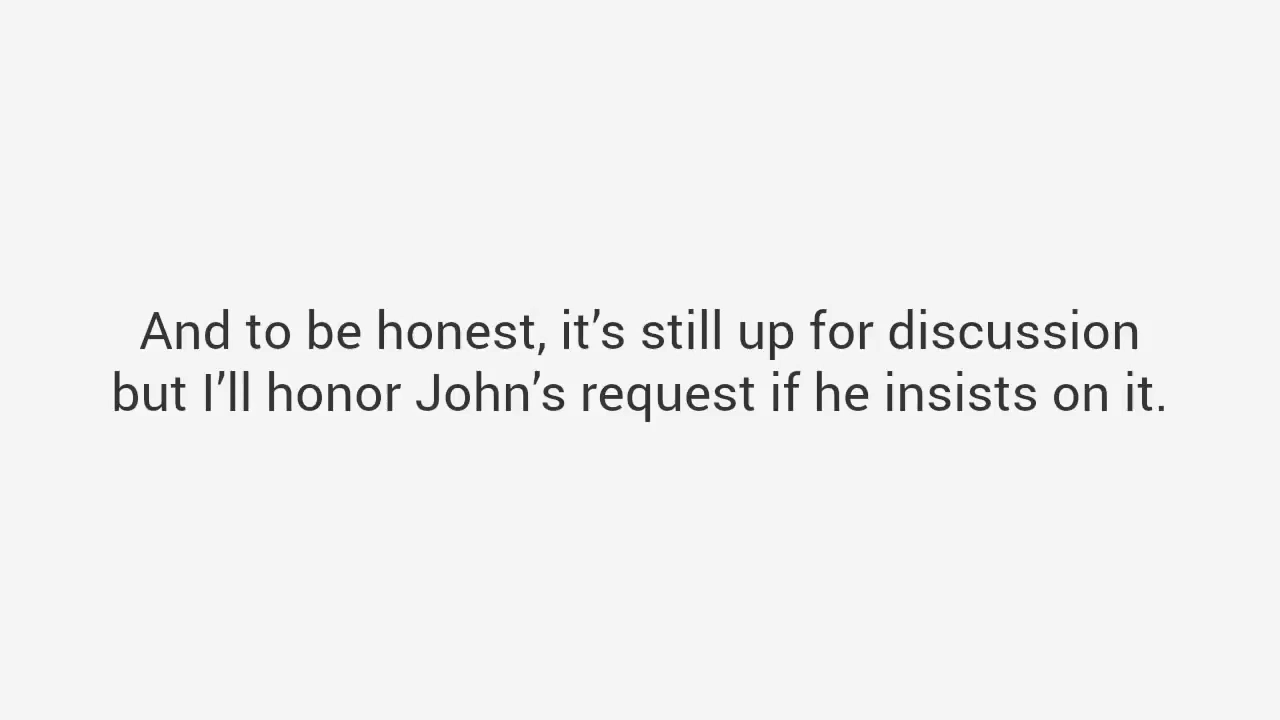 And to be honest, it’s still up for discussion
but I’ll honor John’s request if he insists on it.